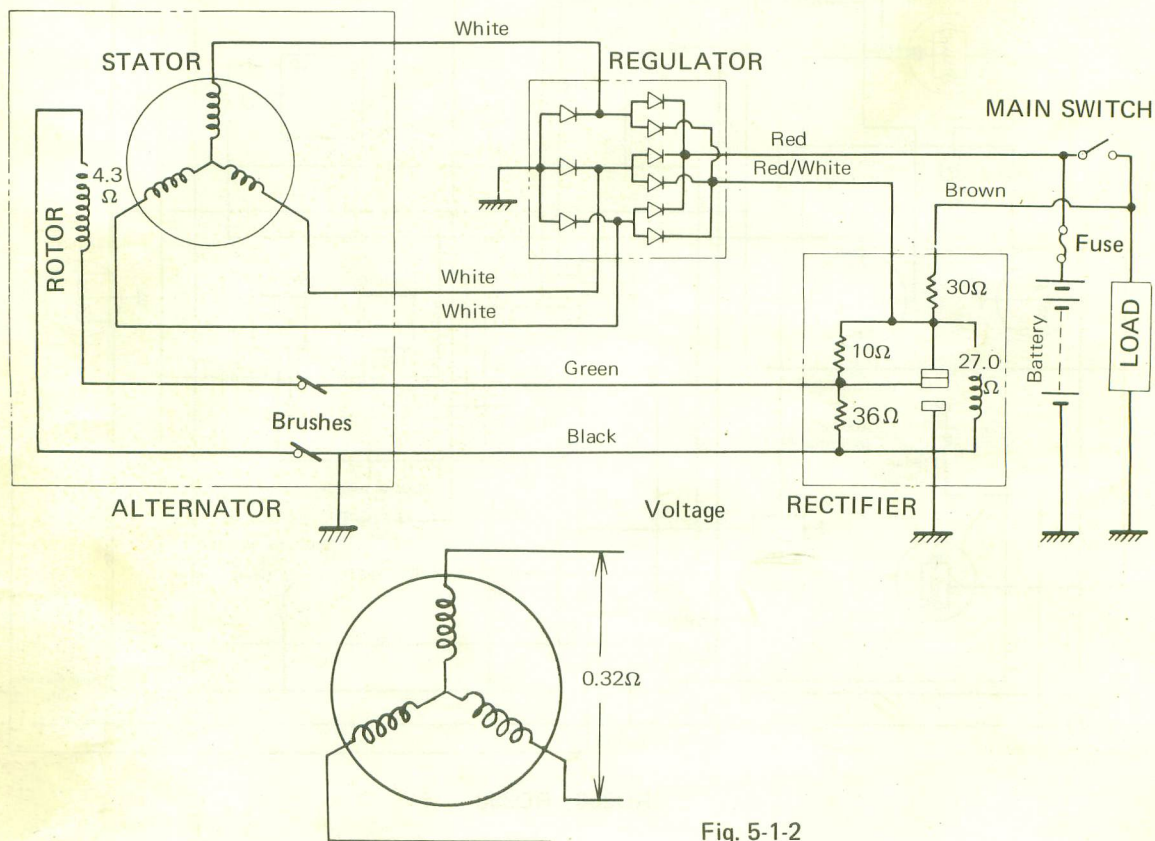 White
STATOR
REGULATOR
MAIN SWITCH
4.3
Ω
ROTOR
Red
Red/White
Brown
Fuse
White
White
30Ω
10Ω
27.0
Ω
Battery
LOAD
Green
36Ω
Brushes
Black
ALTERNATOR
Voltage
RECTIFIER
0.32Ω
Fig. 5-1-2